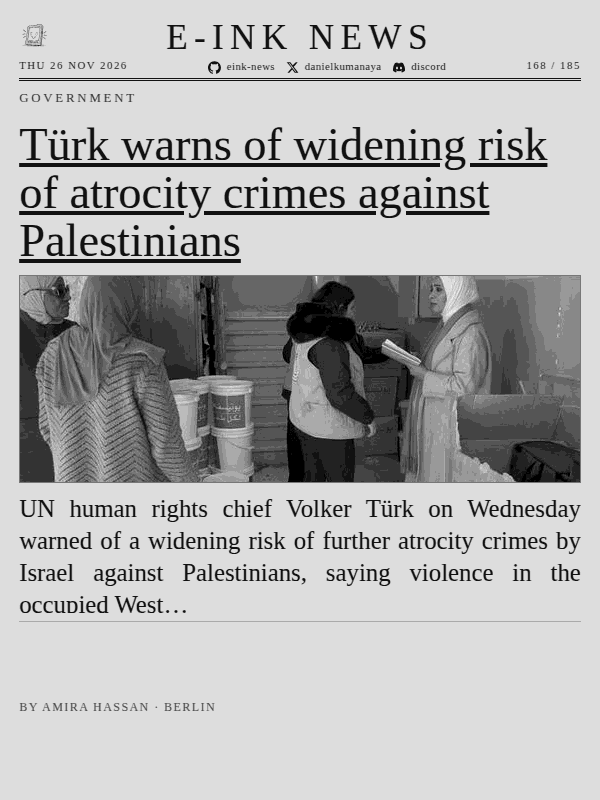 E-INK NEWS
THU 26 NOV 2026
eink-news
danielkumanaya
discord
168 / 185
GOVERNMENT
Türk warns of widening risk
of atrocity crimes against
Palestinians
UN human rights chief Volker Türk on Wednesday
warned of a widening risk of further atrocity crimes by
Israel against Palestinians, saying violence in the
occupied West…
BY AMIRA HASSAN · BERLIN